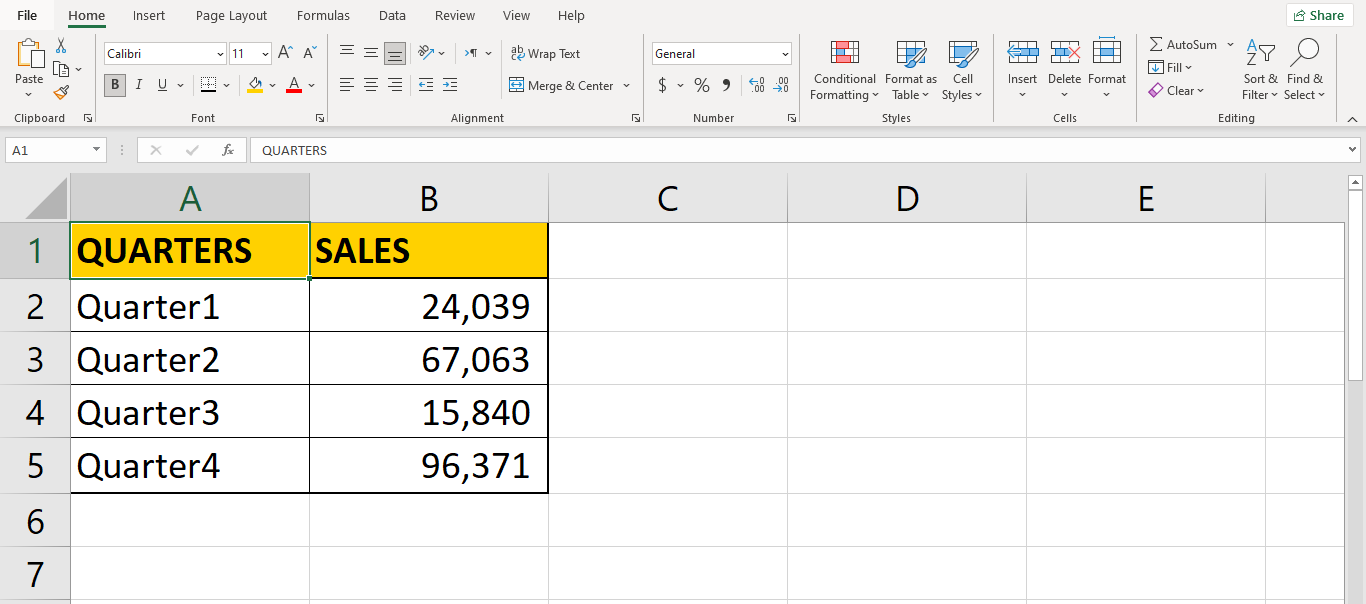 File Home Insert Page Layout Formulas Data Review View Help Share
Calibri 11 A A ab Wrap Text General AutoSum A Z
Paste B I U A Merge & Center $ % 9 .00 .00 Conditional Formatting Format as Table Cell Styles Insert Delete Format Fill Sort & Filter Find & Select
Clear
Clipboard Font Alignment Number Styles Cells Editing
A1 fx QUARTERS
A B C D E
1 QUARTERS SALES
2 Quarter1 24,039
3 Quarter2 67,063
4 Quarter3 15,840
5 Quarter4 96,371
6
7